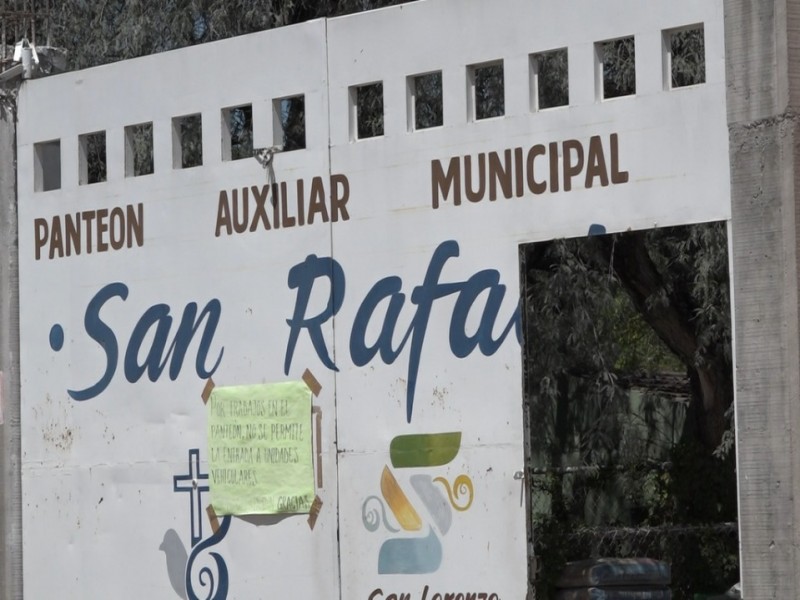 PANTEON AUXILIAR MUNICIPAL
San Rafael
POR TRABAJOS EN EL
PANTEON, NO SE PERMITE
LA ENTRADA A UNIDADES
VEHICULARES
GRACIAS
San Lorenzo